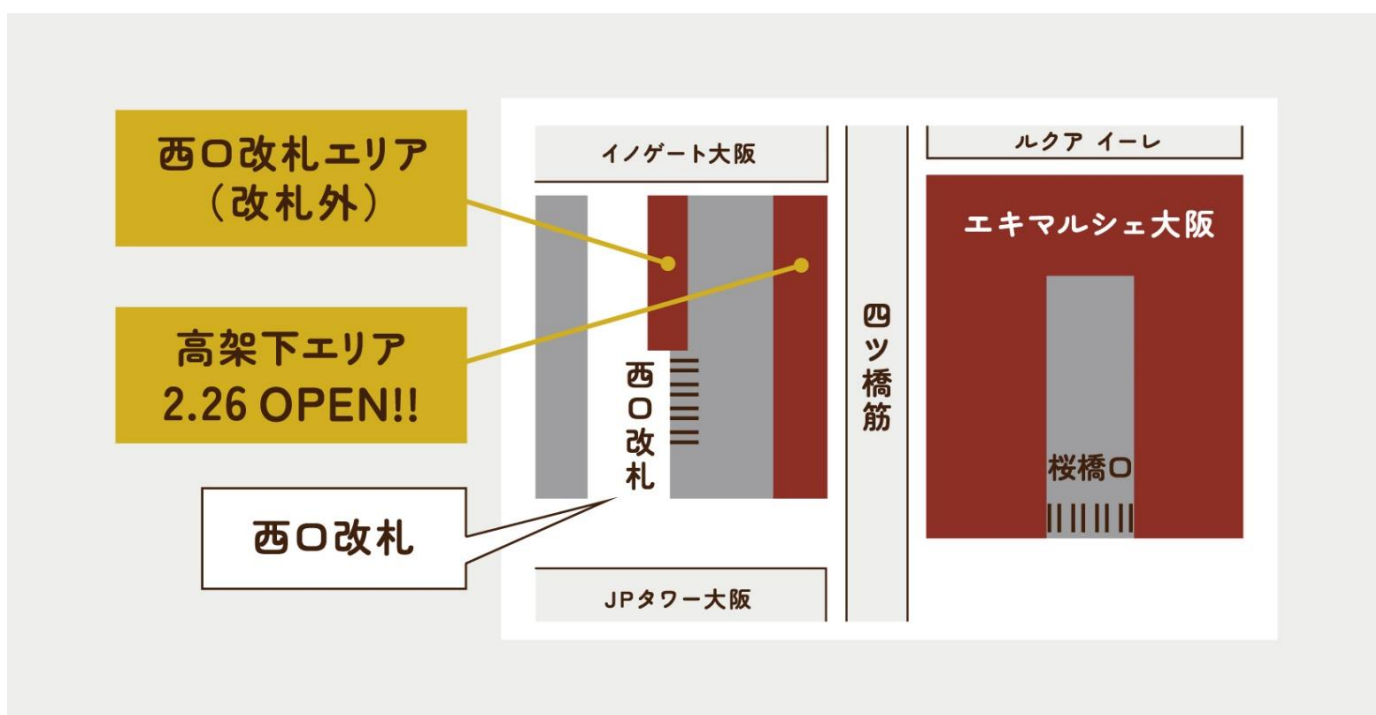 西口改札エリア
（改札外）
高架下エリア
2.26 OPEN!!
西口改札
イノゲート大阪
西口改札
JPタワー大阪
四ツ橋筋
ルクア イーレ
エキマルシェ大阪
桜橋口